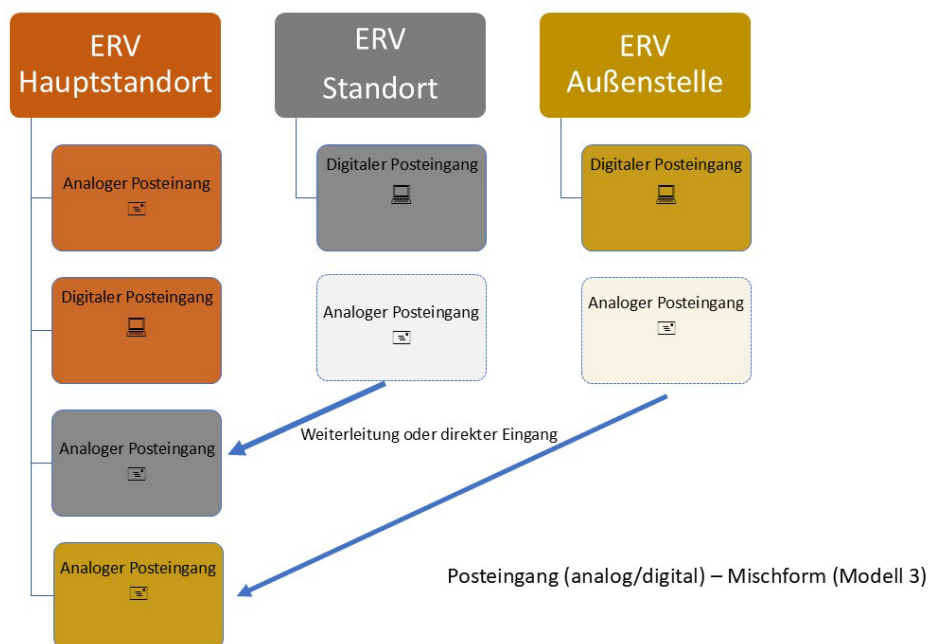 ERV
Hauptstandort
ERV
Standort
ERV
Außenstelle
Analoger Posteinang
Digitaler Posteingang
Digitaler Posteingang
Digitaler Posteingang
Analoger Posteingang
Analoger Posteingang
Analoger Posteingang
Weiterleitung oder direkter Eingang
Analoger Posteingang
Posteingang (analog/digital) – Mischform (Modell 3)